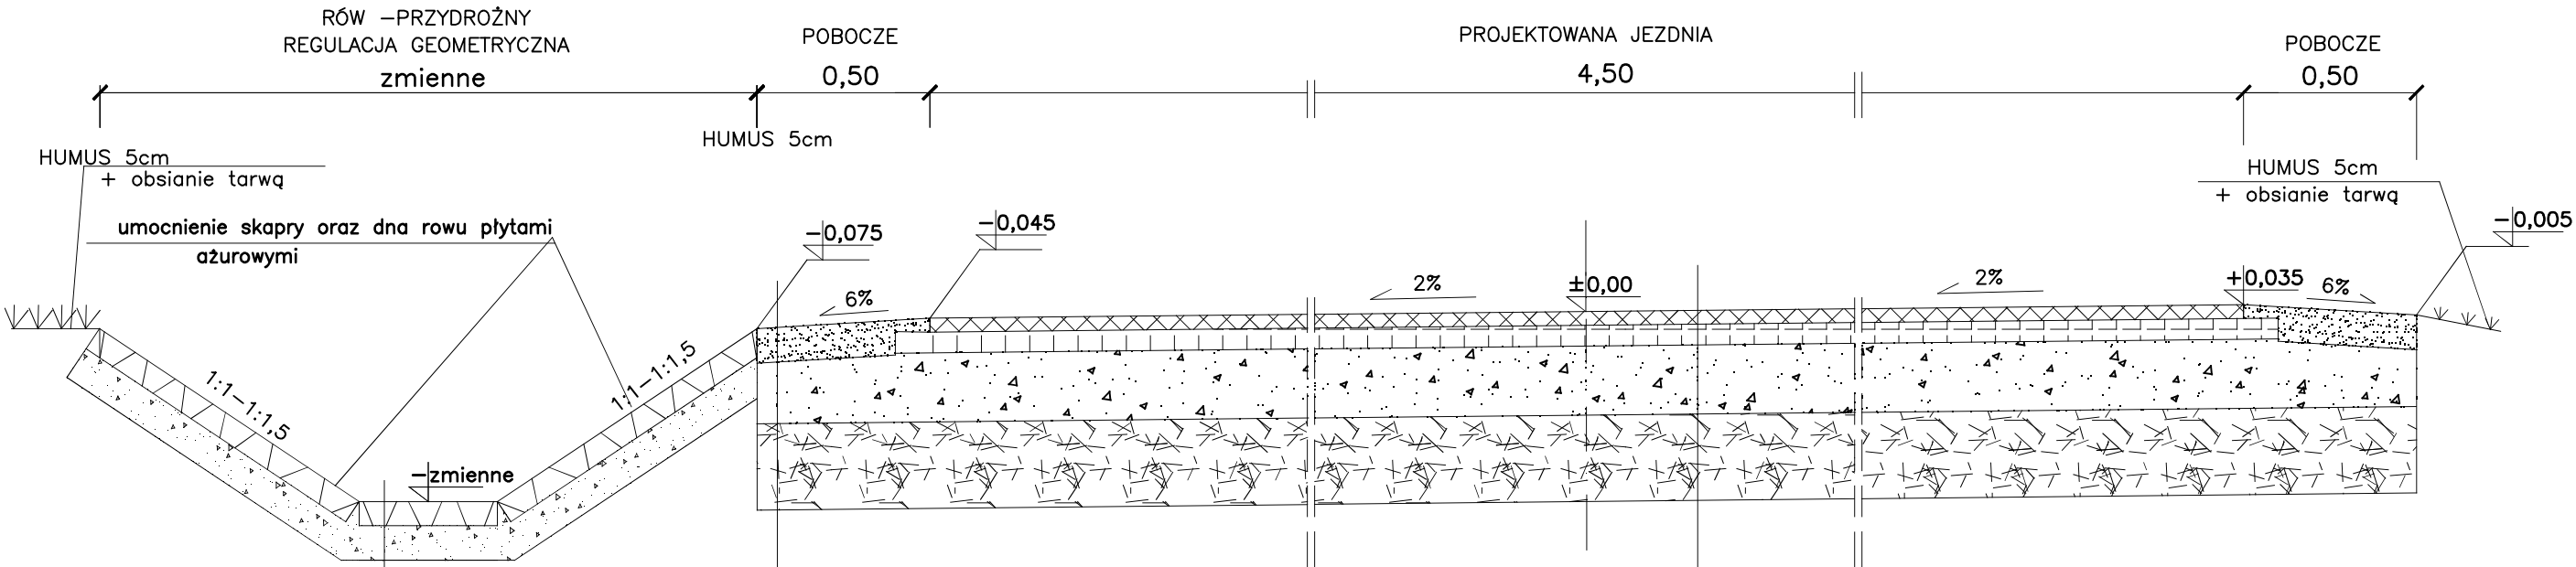 RÓW -PRZYDROŻNY
REGULACJA GEOMETRYCZNA
zmienne
POBOCZE
0,50
PROJEKTOWANA JEZDNIA
4,50
POBOCZE
0,50
HUMUS 5cm
HUMUS 5cm
+ obsianie tarwą
HUMUS 5cm
+ obsianie tarwą
umocnienie skapry oraz dna rowu płytami
ażurowymi
-0,075
-0,045
-0,005
6%
2%
±0,00
2%
+0,035
6%
1:1-1:1,5
1:1-1:1,5
-zmienne